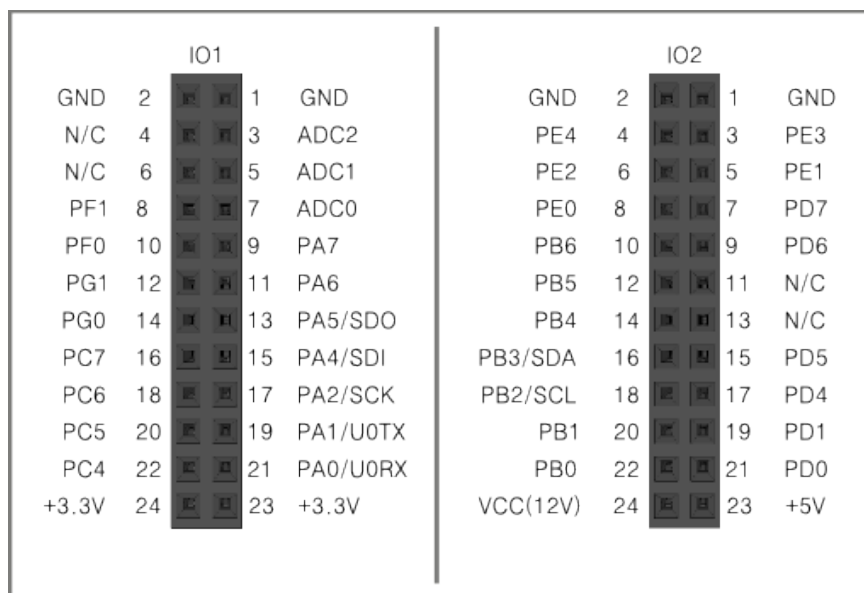 IO1
GND 2 1 GND
N/C 4 3 ADC2
N/C 6 5 ADC1
PF1 8 7 ADC0
PF0 10 9 PA7
PG1 12 11 PA6
PG0 14 13 PA5/SDO
PC7 16 15 PA4/SDI
PC6 18 17 PA2/SCK
PC5 20 19 PA1/U0TX
PC4 22 21 PA0/U0RX
+3.3V 24 23 +3.3V
IO2
GND 2 1 GND
PE4 4 3 PE3
PE2 6 5 PE1
PE0 8 7 PD7
PB6 10 9 PD6
PB5 12 11 N/C
PB4 14 13 N/C
PB3/SDA 16 15 PD5
PB2/SCL 18 17 PD4
PB1 20 19 PD1
PB0 22 21 PD0
VCC(12V) 24 23 +5V